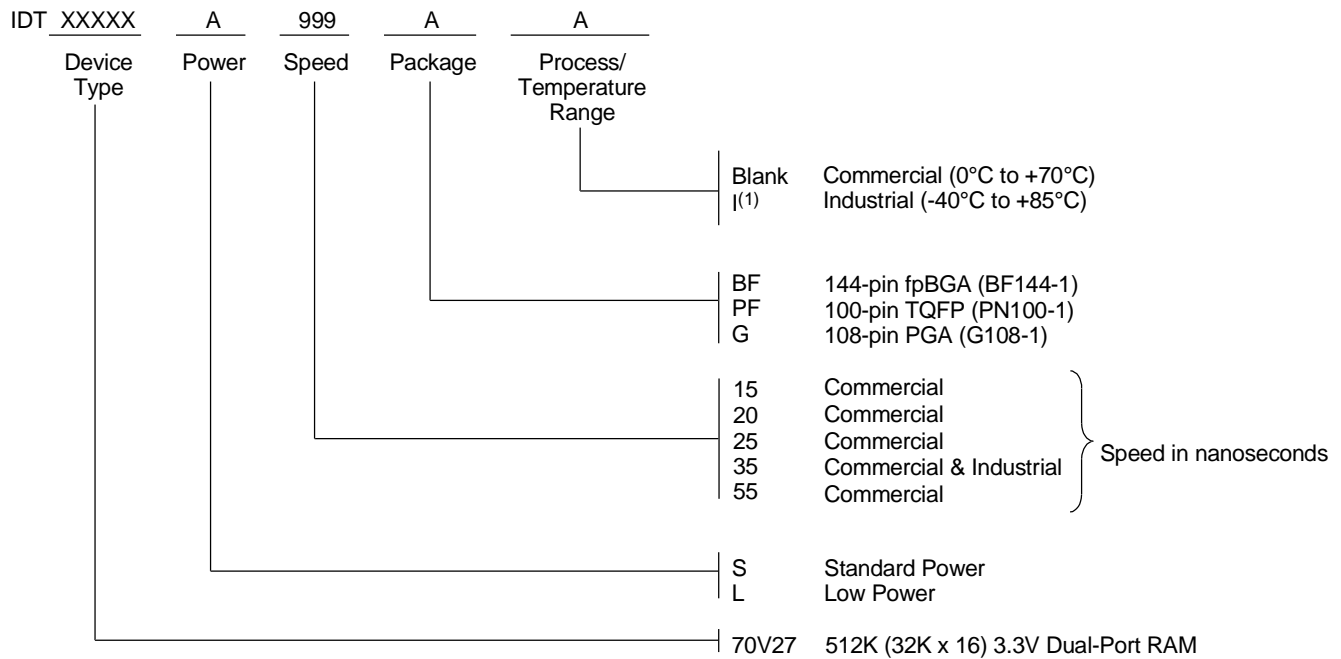 IDT XXXXX A 999 A A
Device Type Power Speed Package Process/ Temperature Range
Blank Commercial (0°C to +70°C)
I(1) Industrial (-40°C to +85°C)
BF 144-pin fpBGA (BF144-1)
PF 100-pin TQFP (PN100-1)
G 108-pin PGA (G108-1)
15 Commercial
20 Commercial
25 Commercial
35 Commercial & Industrial
55 Commercial
Speed in nanoseconds
S Standard Power
L Low Power
70V27 512K (32K x 16) 3.3V Dual-Port RAM